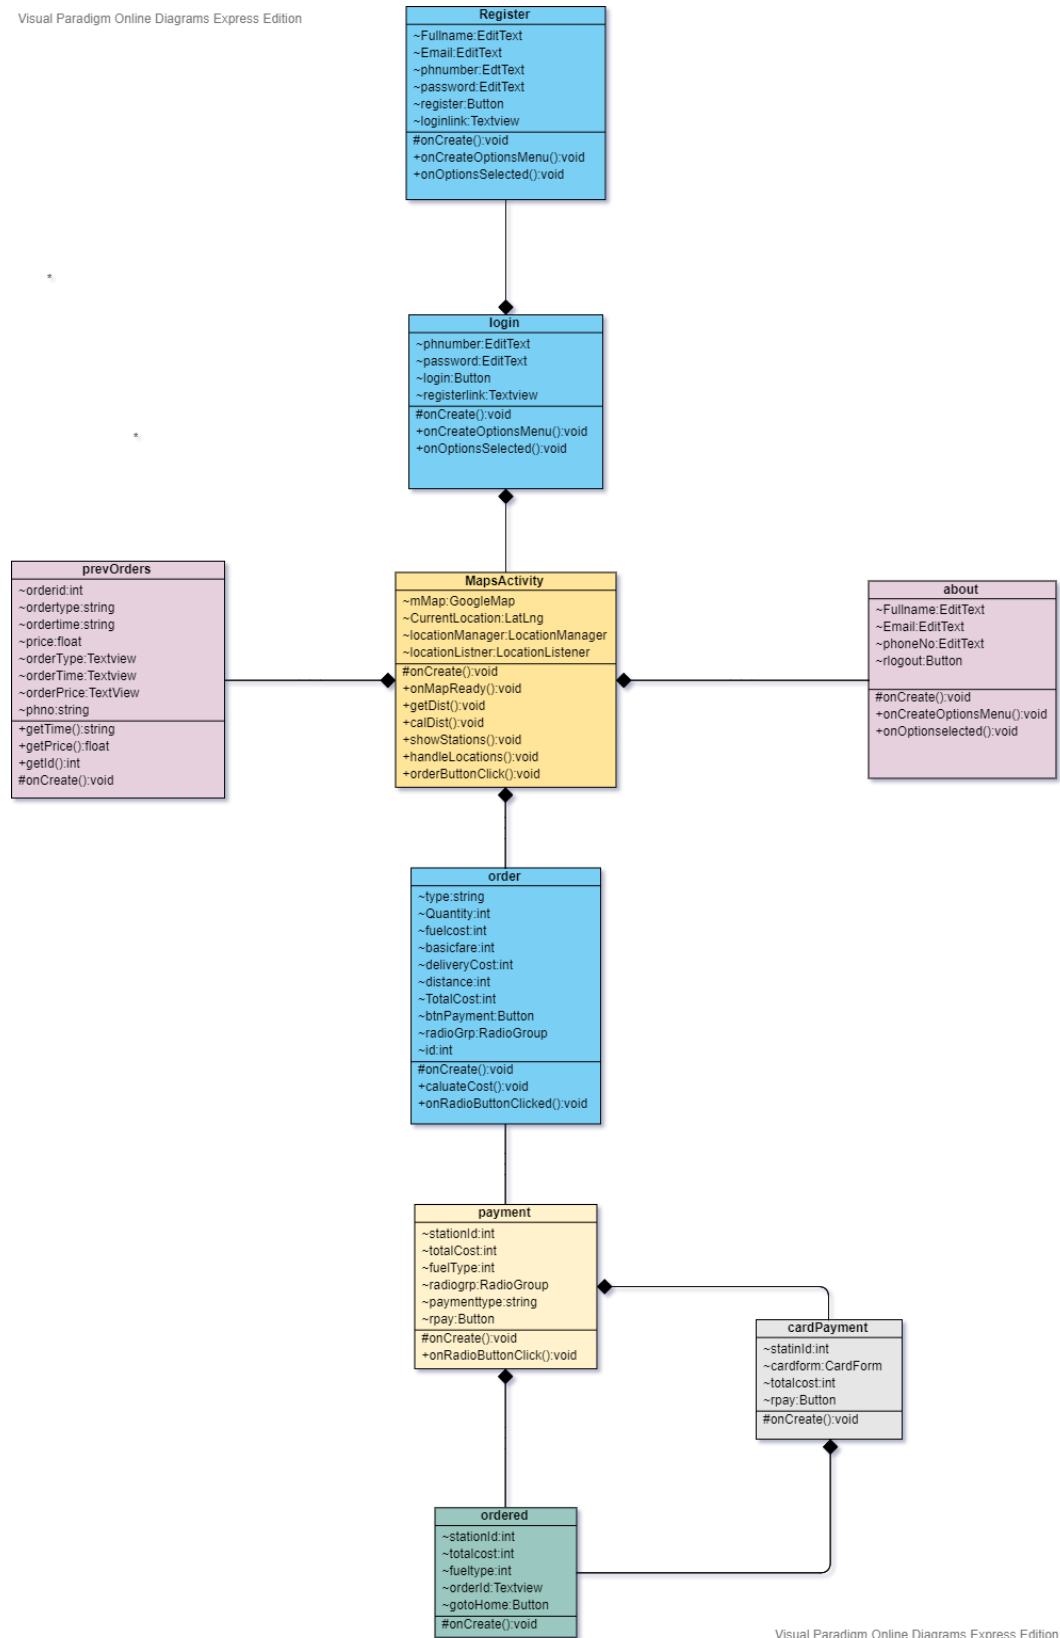 Visual Paradigm Online Diagrams Express Edition
Register
~Fullname:EditText
~Email:EditText
~phnumber:EdtText
~password:EditText
~register:Button
~loginlink:Textview
#onCreate():void
+onCreateOptionsMenu():void
+onOptionsSelected():void
*
login
~phnumber:EditText
~password:EditText
~login:Button
~registerlink:Textview
#onCreate():void
+onCreateOptionsMenu():void
+onOptionsSelected():void
*
prevOrders
~orderid:int
~ordertype:string
~ordertime:string
~price:float
~orderType:Textview
~orderTime:Textview
~orderPrice:TextView
~phno:string
+getTime():string
+getPrice():float
+getId():int
#onCreate():void
MapsActivity
~mMap:GoogleMap
~CurrentLocation:LatLng
~locationManager:LocationManager
~locationListner:LocationListener
#onCreate():void
+onMapReady():void
+getDist():void
+calDist():void
+showStations():void
+handleLocations():void
+orderButtonClick():void
about
~Fullname:EditText
~Email:EditText
~phoneNo:EditText
~rlogout:Button
#onCreate():void
+onCreateOptionsMenu():void
+onOptionselected():void
order
~type:string
~Quantity:int
~fuelcost:int
~basicfare:int
~deliveryCost:int
~distance:int
~TotalCost:int
~btnPayment:Button
~radioGrp:RadioGroup
~id:int
#onCreate():void
+caluateCost():void
+onRadioButtonClicked():void
payment
~stationId:int
~totalCost:int
~fuelType:int
~radiogrp:RadioGroup
~paymenttype:string
~rpay:Button
#onCreate():void
+onRadioButtonClick():void
cardPayment
~statinId:int
~cardform:CardForm
~totalcost:int
~rpay:Button
#onCreate():void
ordered
~stationId:int
~totalcost:int
~fueltype:int
~orderId:Textview
~gotoHome:Button
#onCreate():void
Visual Paradigm Online Diagrams Express Edition